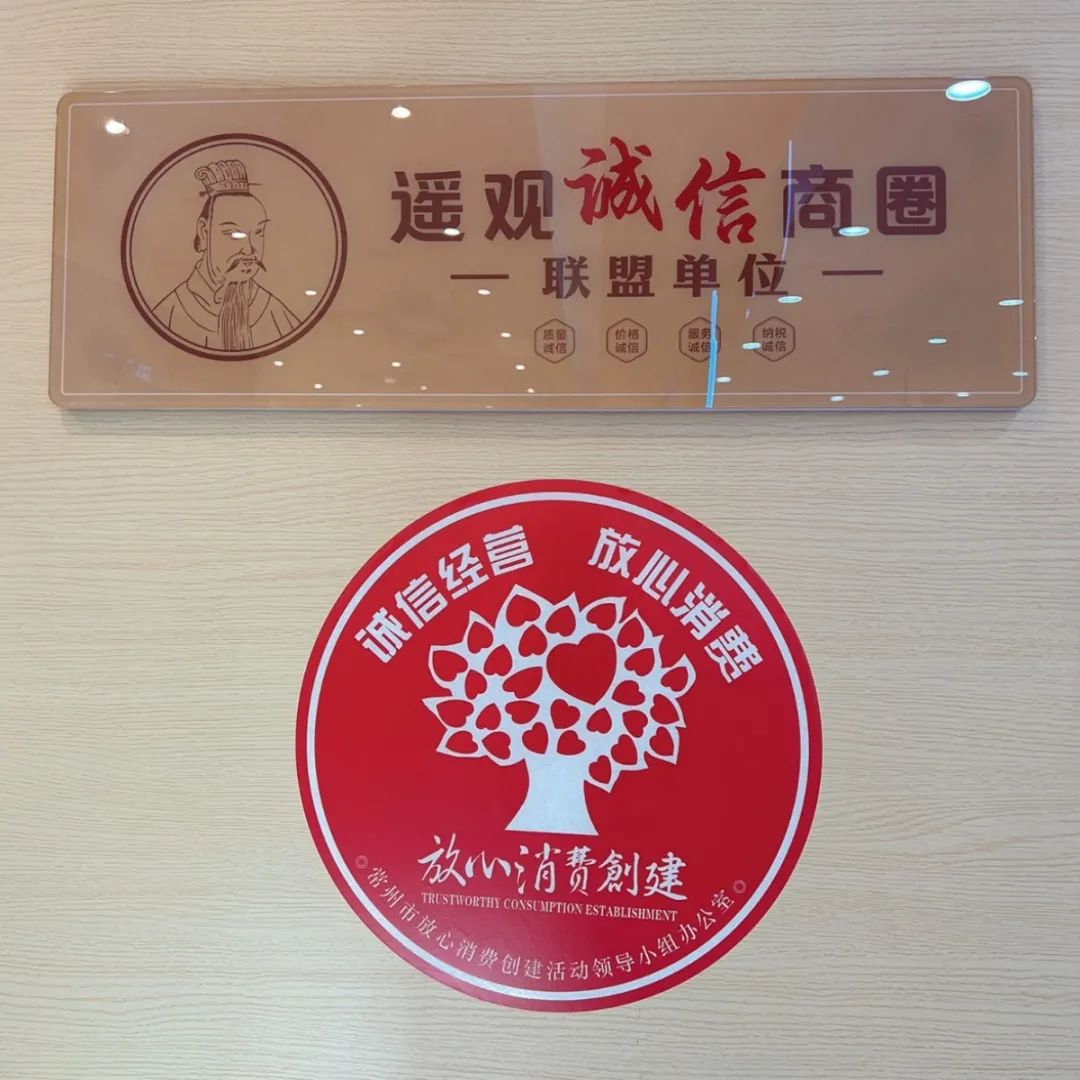 遥观诚信商圈
联盟单位
质量
诚信
价格
诚信
服务
诚信
纳税
诚信
诚信经营 放心消费
放心消费創建
TRUSTWORTHY CONSUMPTION ESTABLISHMENT
常州市放心消费创建活动领导小组办公室